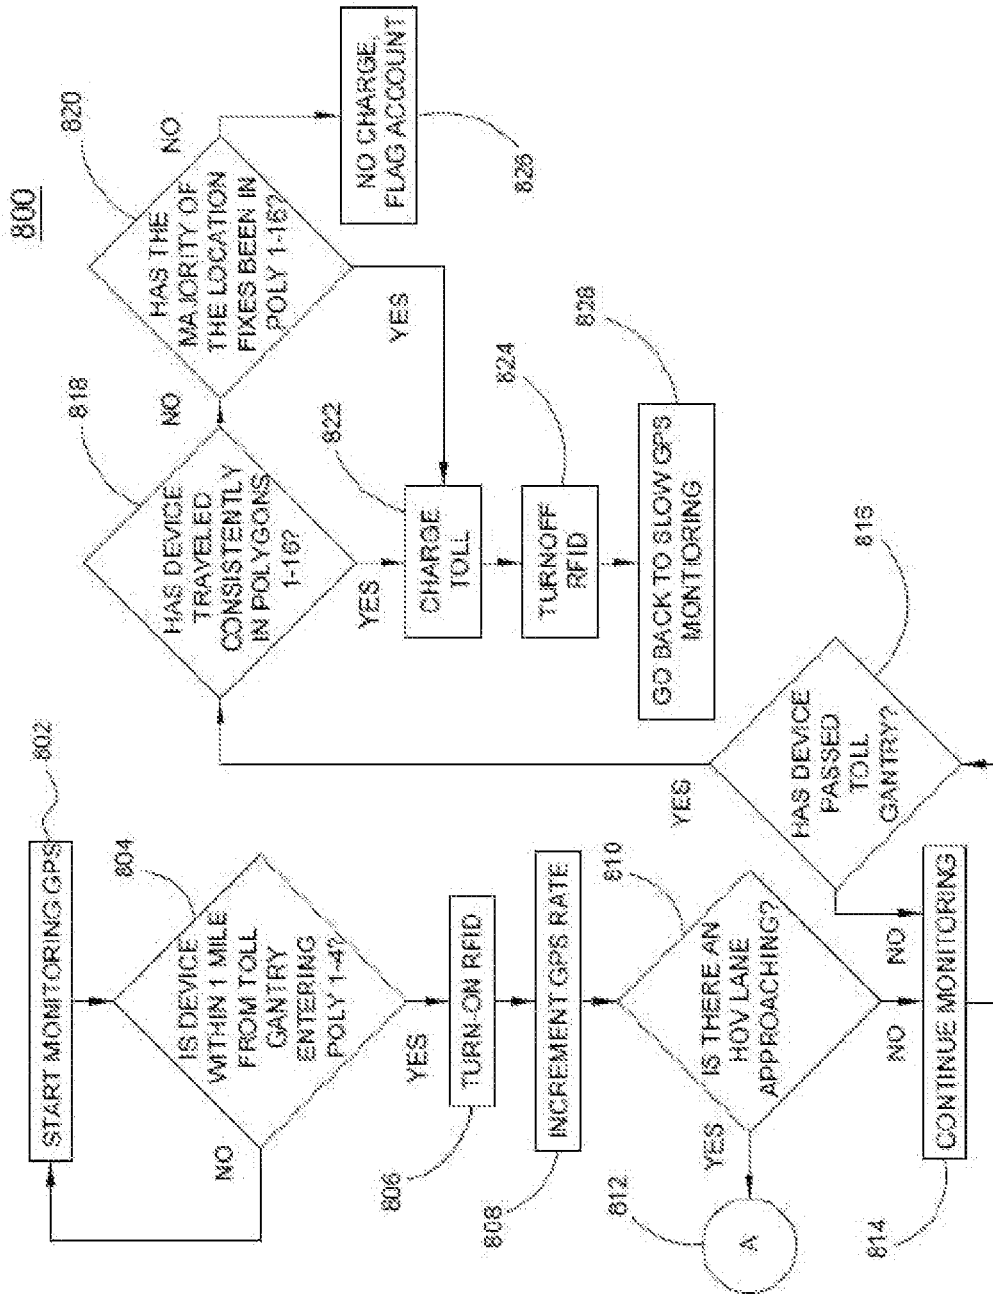 800
802
START MONITORING GPS
804
IS DEVICE
WITHIN 1 MILE
FROM TOLL
GANTRY
ENTERING
POLY 1-4?
NO
YES
806
TURN-ON RFID
808
INCREMENT GPS RATE
810
IS THERE AN
HOV LANE
APPROACHING?
YES
NO
812
A
814
CONTINUE MONITORING
NO
816
HAS DEVICE
PASSED
TOLL
GANTRY?
YES
818
HAS DEVICE
TRAVELED
CONSISTENTLY
IN POLYGONS
1-16?
NO
YES
820
HAS THE
MAJORITY OF
THE LOCATION
FIXES BEEN IN
POLY 1-16?
NO
YES
822
CHARGE
TOLL
824
TURNOFF
RFID
826
NO CHARGE,
FLAG ACCOUNT
828
GO BACK TO SLOW GPS
MONTIORING